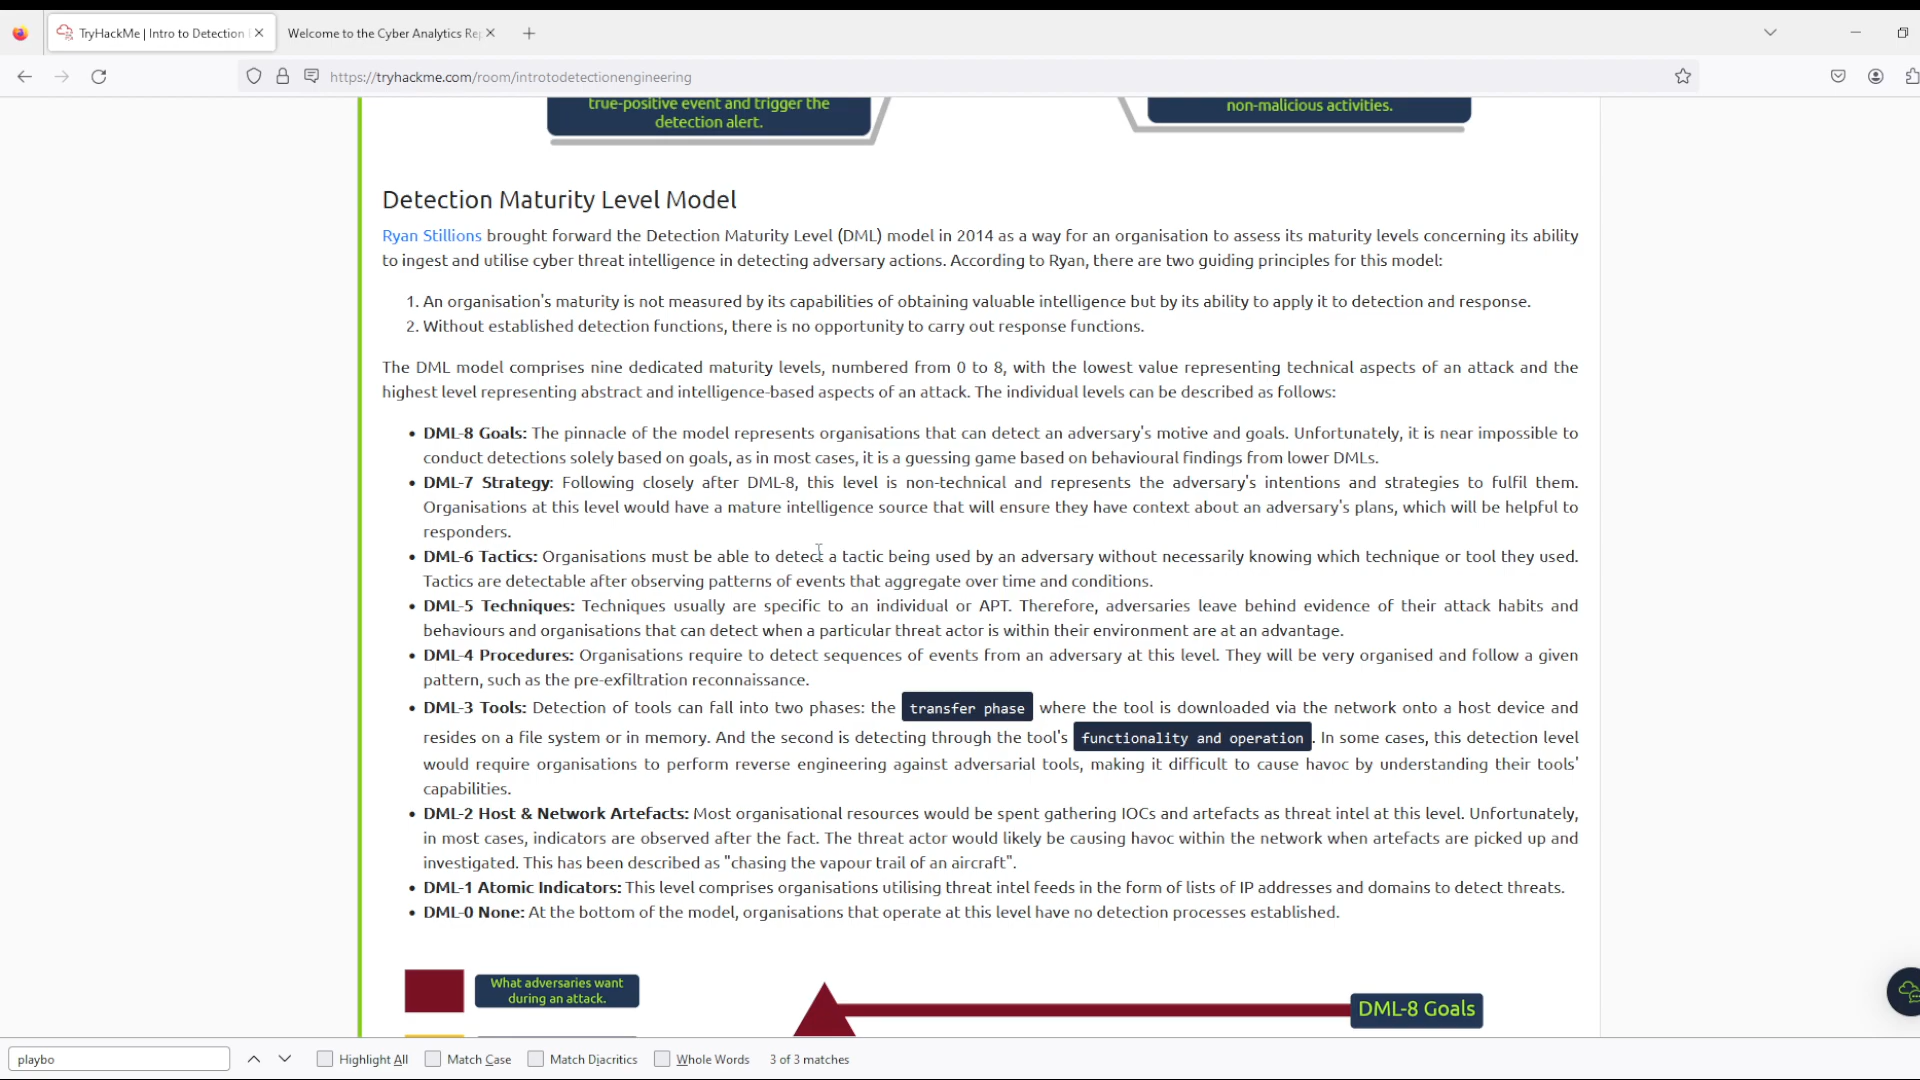 TryHackMe | Intro to Detection
Welcome to the Cyber Analytics Re
https://tryhackme.com/room/introtodetectionengineering
true-positive event and trigger the
detection alert.
non-malicious activities.
Detection Maturity Level Model
Ryan Stillions brought forward the Detection Maturity Level (DML) model in 2014 as a way for an organisation to assess its maturity levels concerning its ability
to ingest and utilise cyber threat intelligence in detecting adversary actions. According to Ryan, there are two guiding principles for this model:
1. An organisation's maturity is not measured by its capabilities of obtaining valuable intelligence but by its ability to apply it to detection and response.
2. Without established detection functions, there is no opportunity to carry out response functions.
The DML model comprises nine dedicated maturity levels, numbered from 0 to 8, with the lowest value representing technical aspects of an attack and the
highest level representing abstract and intelligence-based aspects of an attack. The individual levels can be described as follows:
• DML-8 Goals: The pinnacle of the model represents organisations that can detect an adversary's motive and goals. Unfortunately, it is near impossible to
conduct detections solely based on goals, as in most cases, it is a guessing game based on behavioural findings from lower DMLs.
• DML-7 Strategy: Following closely after DML-8, this level is non-technical and represents the adversary's intentions and strategies to fulfil them.
Organisations at this level would have a mature intelligence source that will ensure they have context about an adversary's plans, which will be helpful to
responders.
• DML-6 Tactics: Organisations must be able to detect a tactic being used by an adversary without necessarily knowing which technique or tool they used.
Tactics are detectable after observing patterns of events that aggregate over time and conditions.
• DML-5 Techniques: Techniques usually are specific to an individual or APT. Therefore, adversaries leave behind evidence of their attack habits and
behaviours and organisations that can detect when a particular threat actor is within their environment are at an advantage.
• DML-4 Procedures: Organisations require to detect sequences of events from an adversary at this level. They will be very organised and follow a given
pattern, such as the pre-exfiltration reconnaissance.
• DML-3 Tools: Detection of tools can fall into two phases: the transfer phase where the tool is downloaded via the network onto a host device and
resides on a file system or in memory. And the second is detecting through the tool's functionality and operation. In some cases, this detection level
would require organisations to perform reverse engineering against adversarial tools, making it difficult to cause havoc by understanding their tools'
capabilities.
• DML-2 Host & Network Artefacts: Most organisational resources would be spent gathering IOCs and artefacts as threat intel at this level. Unfortunately,
in most cases, indicators are observed after the fact. The threat actor would likely be causing havoc within the network when artefacts are picked up and
investigated. This has been described as "chasing the vapour trail of an aircraft".
• DML-1 Atomic Indicators: This level comprises organisations utilising threat intel feeds in the form of lists of IP addresses and domains to detect threats.
• DML-0 None: At the bottom of the model, organisations that operate at this level have no detection processes established.
What adversaries want
during an attack.
DML-8 Goals
playbo
Highlight All
Match Case
Match Diacritics
Whole Words
3 of 3 matches